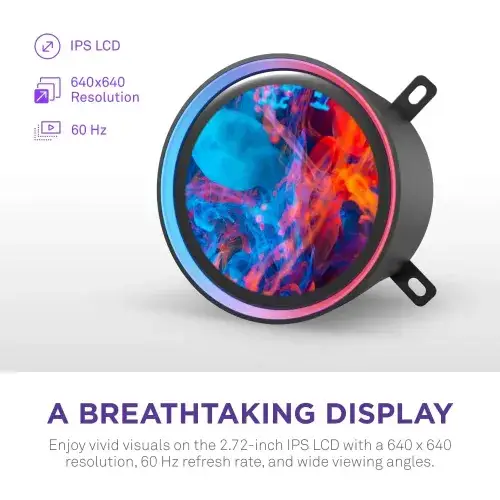 IPS LCD
640x640
Resolution
60 Hz
A BREATHTAKING DISPLAY
Enjoy vivid visuals on the 2.72-inch IPS LCD with a 640 x 640
resolution, 60 Hz refresh rate, and wide viewing angles.